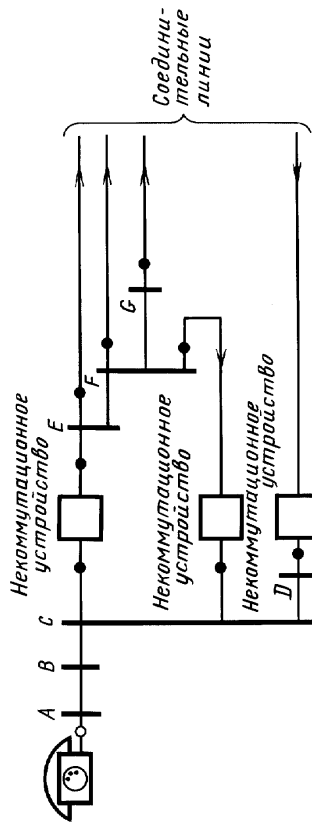 Соедини-
тельные
линии
Некоммутационное
устройство
Некоммутационное
устройство
Некоммутационное
устройство
A
B
C
D
E
F
G